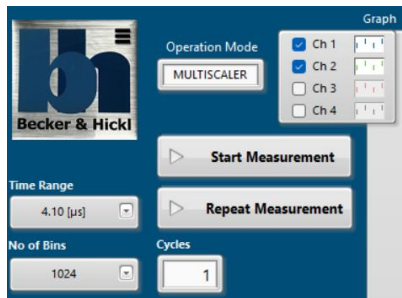 Graph
Operation Mode
MULTISCALER
Ch 1
Ch 2
Ch 3
Ch 4
bh
Becker & Hickl
Start Measurement
Time Range
4.10 [µs]
Repeat Measurement
No of Bins
1024
Cycles
1